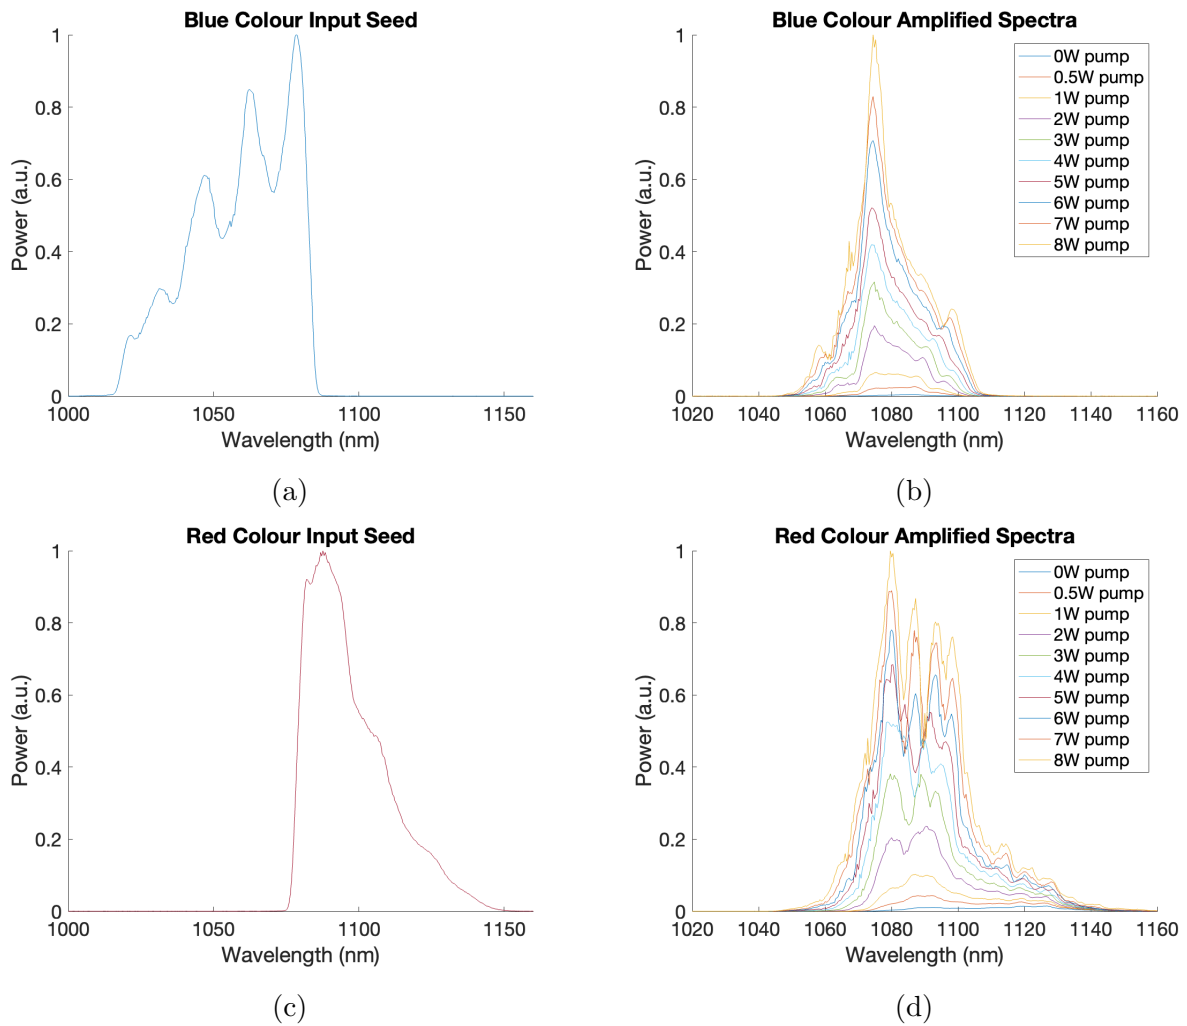 Blue Colour Input Seed
1
0.8
0.6
0.4
0.2
0
Power (a.u.)
1000 1050 1100 1150
Wavelength (nm)
(a)
Blue Colour Amplified Spectra
1
0.8
0.6
0.4
0.2
0
Power (a.u.)
0W pump
0.5W pump
1W pump
2W pump
3W pump
4W pump
5W pump
6W pump
7W pump
8W pump
1020 1040 1060 1080 1100 1120 1140 1160
Wavelength (nm)
(b)
Red Colour Input Seed
1
0.8
0.6
0.4
0.2
0
Power (a.u.)
1000 1050 1100 1150
Wavelength (nm)
(c)
Red Colour Amplified Spectra
1
0.8
0.6
0.4
0.2
0
Power (a.u.)
0W pump
0.5W pump
1W pump
2W pump
3W pump
4W pump
5W pump
6W pump
7W pump
8W pump
1020 1040 1060 1080 1100 1120 1140 1160
Wavelength (nm)
(d)